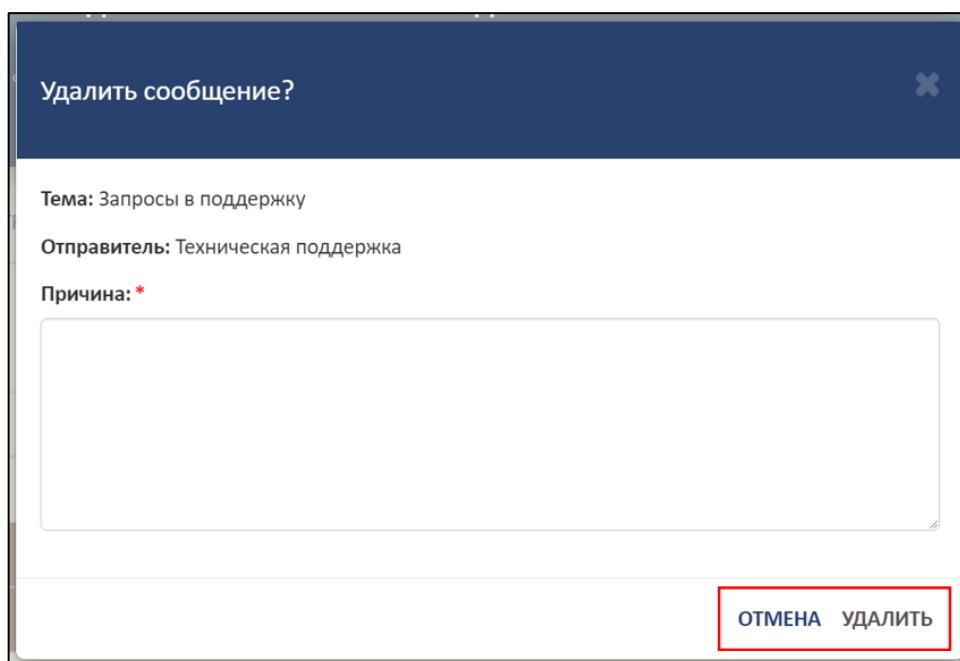 Удалить сообщение?
Тема: Запросы в поддержку
Отправитель: Техническая поддержка
Причина: *
ОТМЕНА УДАЛИТЬ